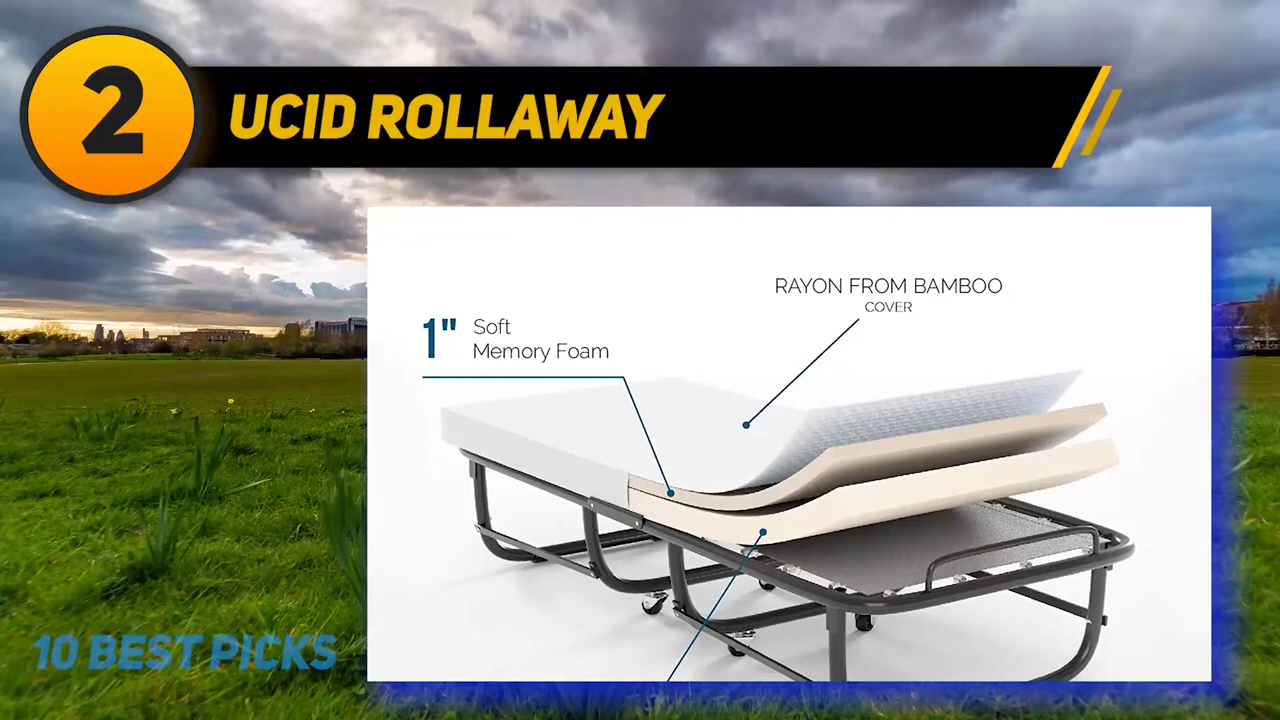 2
UCID ROLLAWAY
RAYON FROM BAMBOO
COVER
1" Soft
Memory Foam
10 BEST PICKS